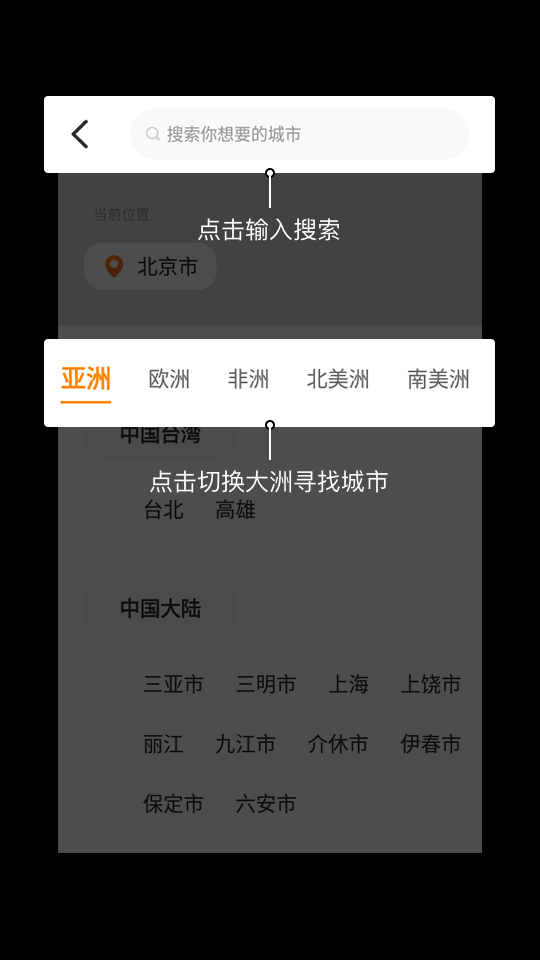 搜索你想要的城市
当前位置
点击输入搜索
北京市
亚洲 欧洲 非洲 北美洲 南美洲
中国台湾
点击切换大洲寻找城市
台北 高雄
中国大陆
三亚市 三明市 上海 上饶市
丽江 九江市 介休市 伊春市
保定市 六安市